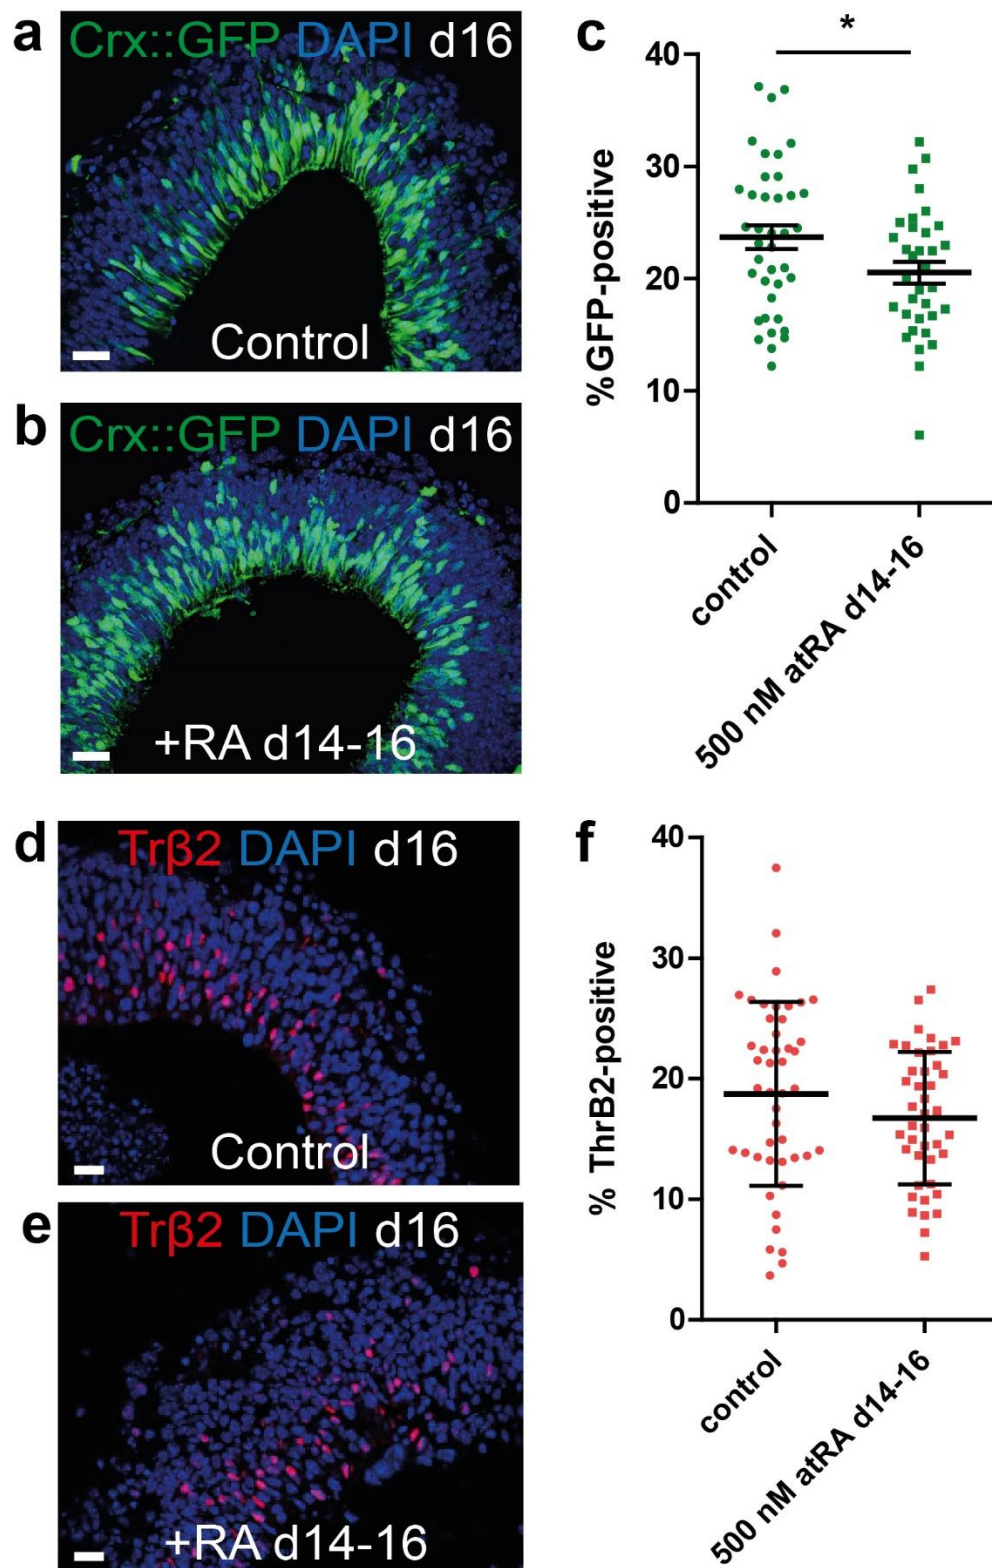 a
Crx::GFP DAPI d16
Control
b
Crx::GFP DAPI d16
+RA d14-16
c
*
%GFP-positive
40
30
20
10
0
control
500 nM atRA d14-16
d
Trβ2 DAPI d16
Control
e
Trβ2 DAPI d16
+RA d14-16
f
% ThrB2-positive
40
30
20
10
0
control
500 nM atRA d14-16